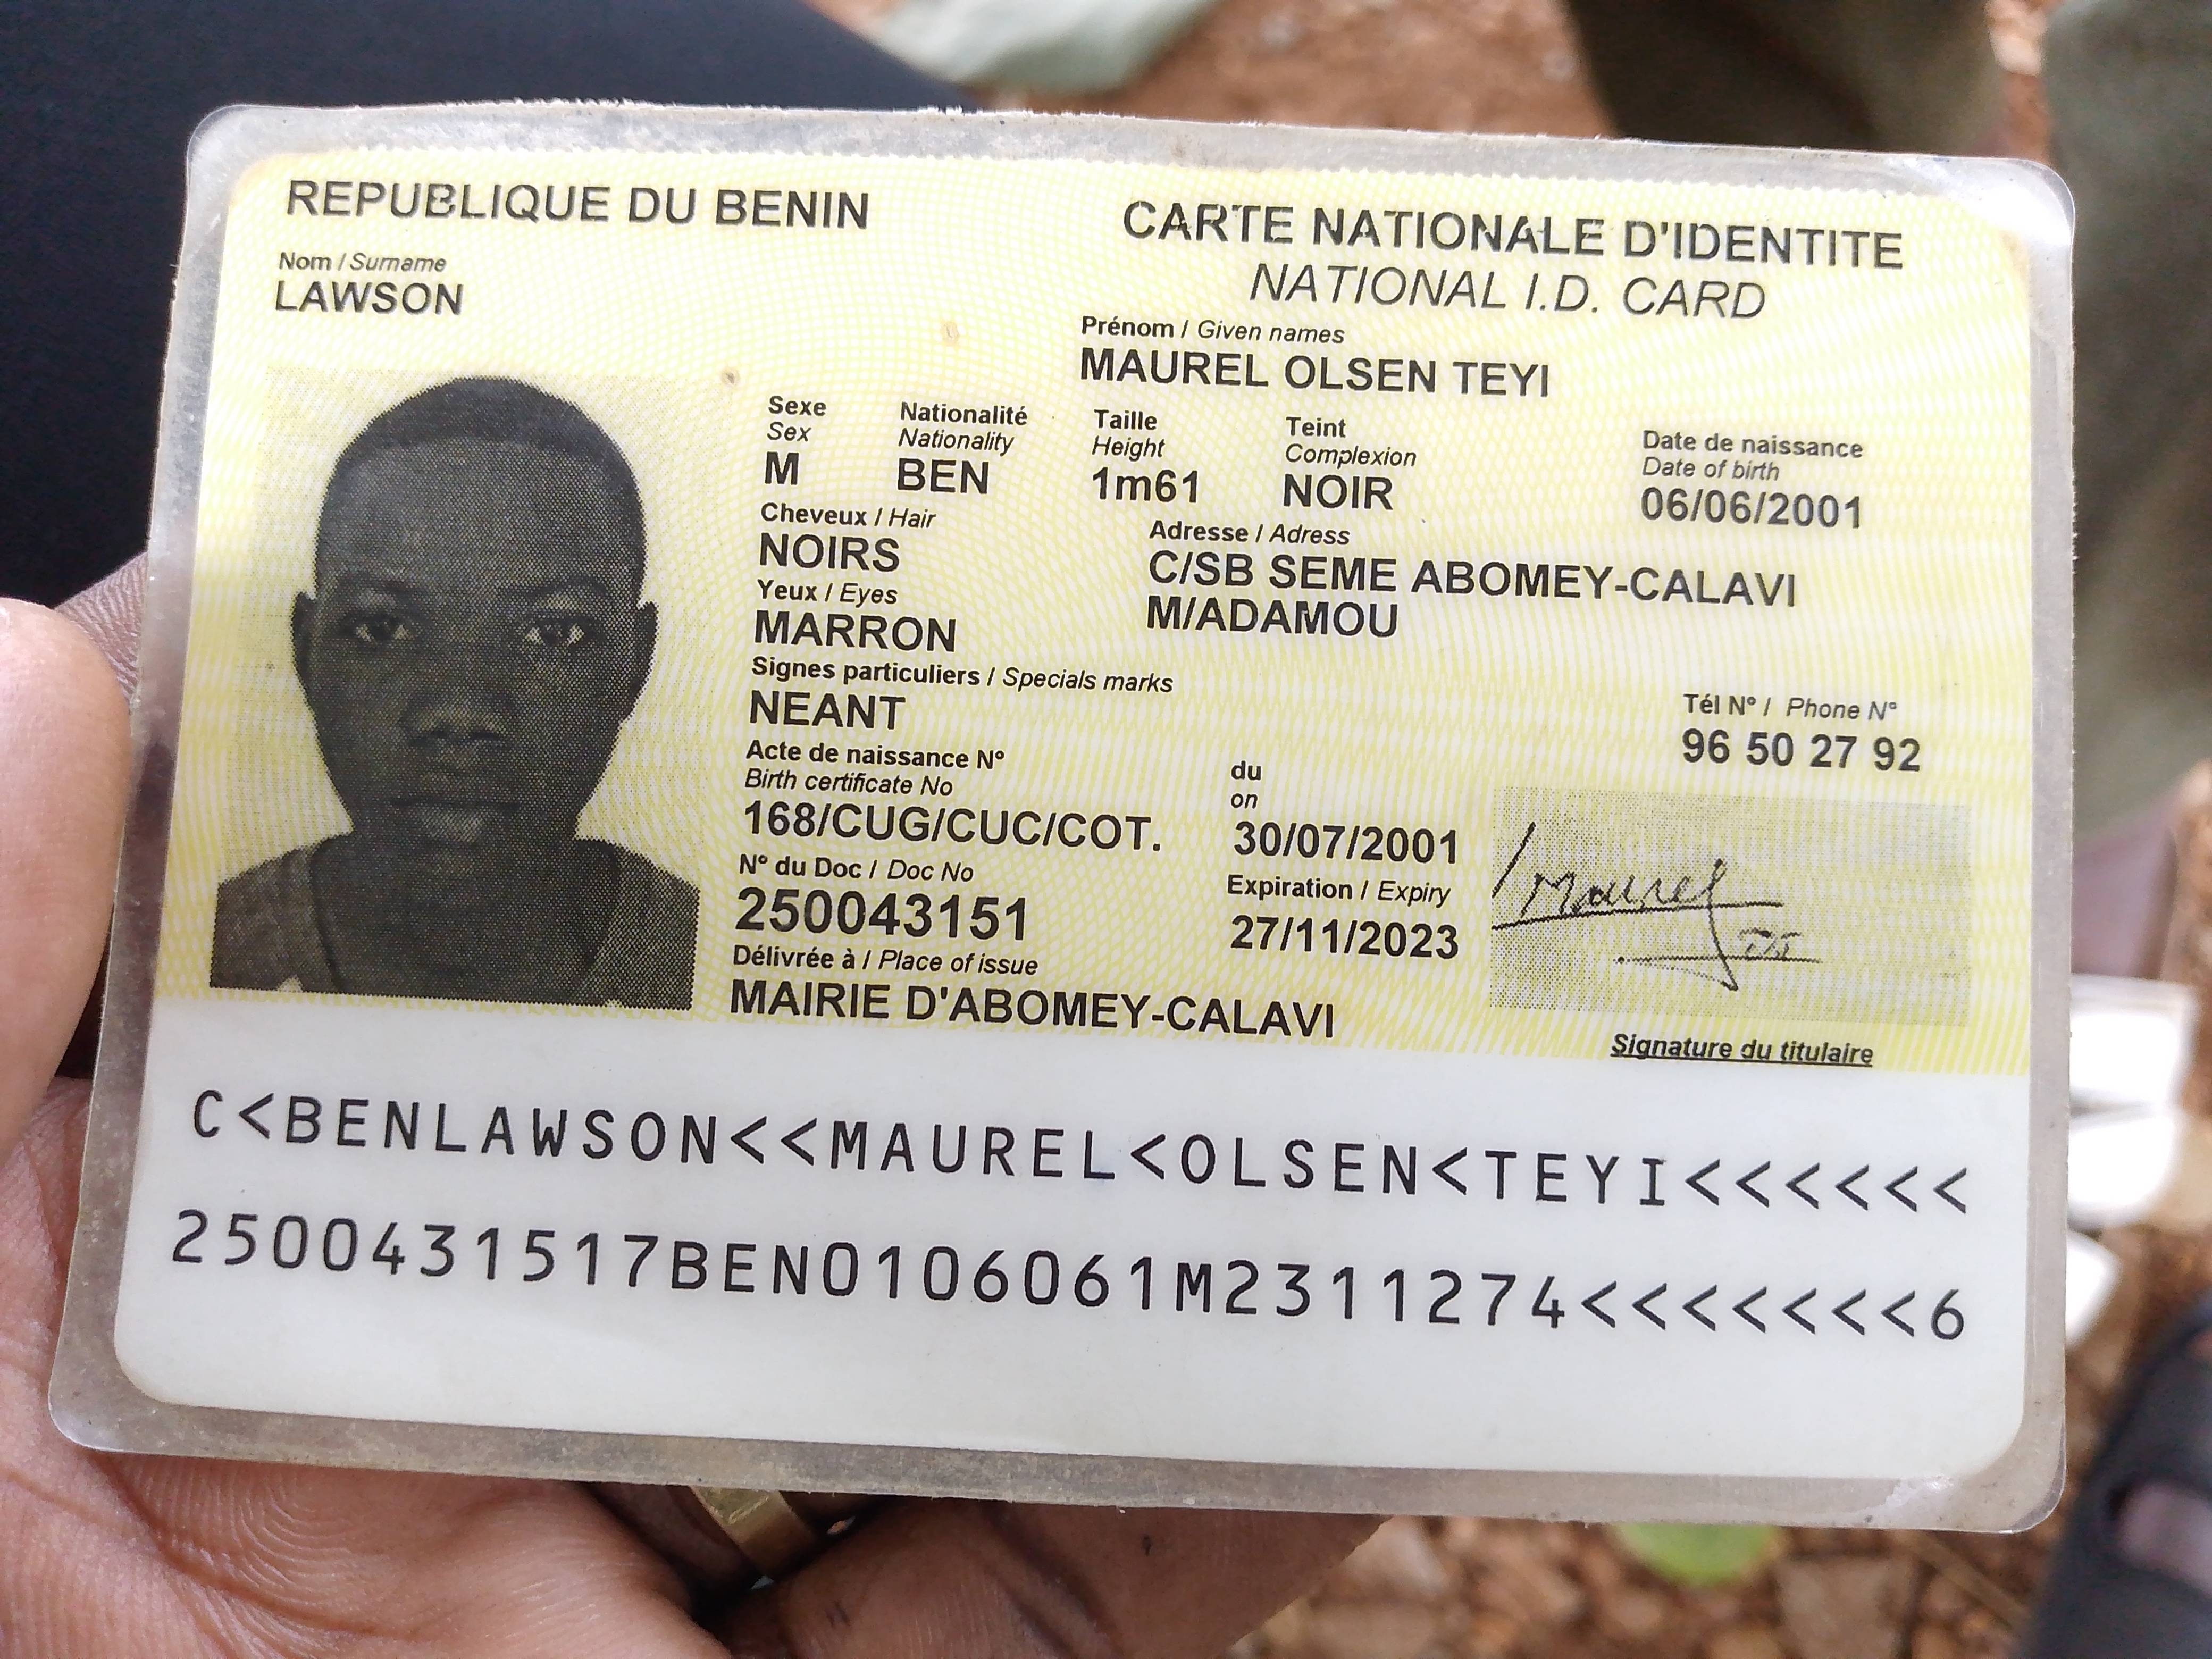 REPUBLIQUE DU BENIN
CARTE NATIONALE D'IDENTITE
NATIONAL I.D. CARD
Nom / Surname
LAWSON
Prénom / Given names
MAUREL OLSEN TEYI
Sexe Nationalité Taille Teint Date de naissance
Sex Nationality Height Complexion Date of birth
M BEN 1m61 NOIR 06/06/2001
Cheveux / Hair
NOIRS
Adresse / Adress
C/SB SEME ABOMEY-CALAVI
M/ADAMOU
Yeux / Eyes
MARRON
Signes particuliers / Specials marks
NEANT
Tél N° / Phone N°
96 50 27 92
Acte de naissance N° du
Birth certificate No on
168/CUG/CUC/COT. 30/07/2001
N° du Doc / Doc No
250043151
Expiration / Expiry
27/11/2023
Délivrée à / Place of issue
MAIRIE D'ABOMEY-CALAVI
Maurel
Signature du titulaire
C<BENLAWSON<<MAUREL<OLSEN<TEYI<<<<<<
2500431517BEN0106061M2311274<<<<<<<6